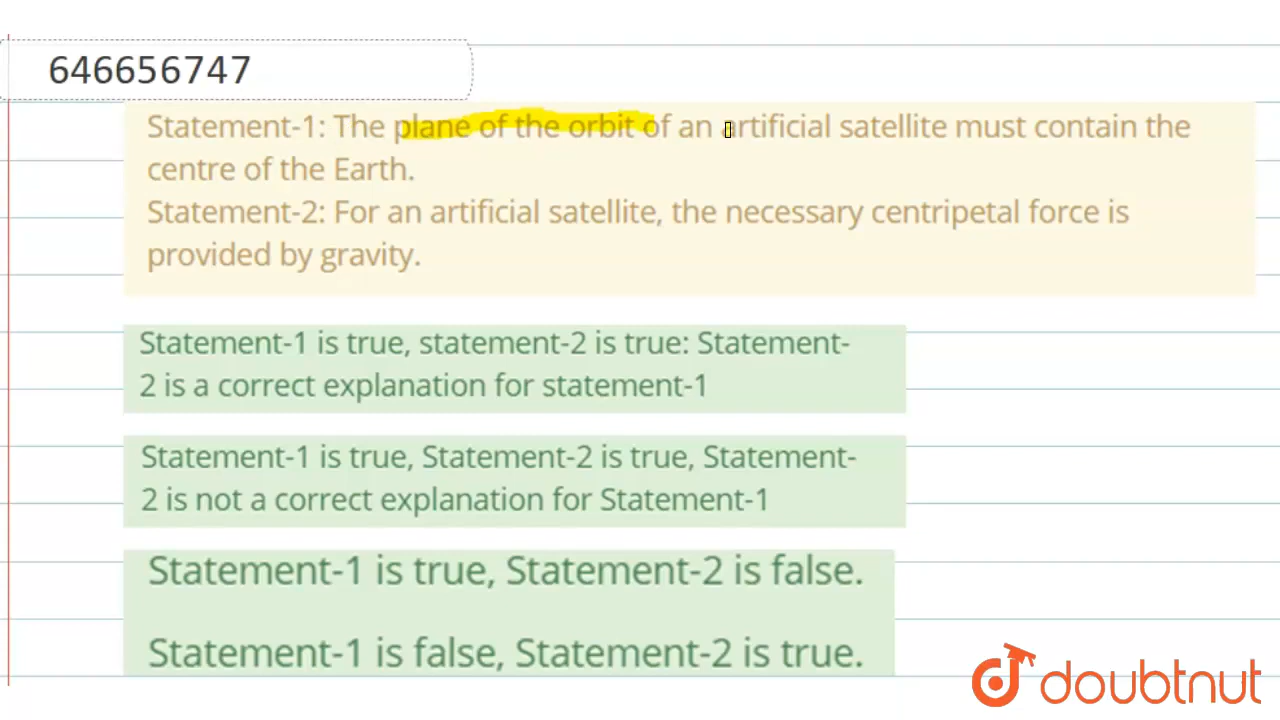 646656747
Statement-1: The plane of the orbit of an artificial satellite must contain the
centre of the Earth.
Statement-2: For an artificial satellite, the necessary centripetal force is
provided by gravity.
Statement-1 is true, statement-2 is true: Statement-
2 is a correct explanation for statement-1
Statement-1 is true, Statement-2 is true, Statement-
2 is not a correct explanation for Statement-1
Statement-1 is true, Statement-2 is false.
Statement-1 is false, Statement-2 is true.
doubtnut